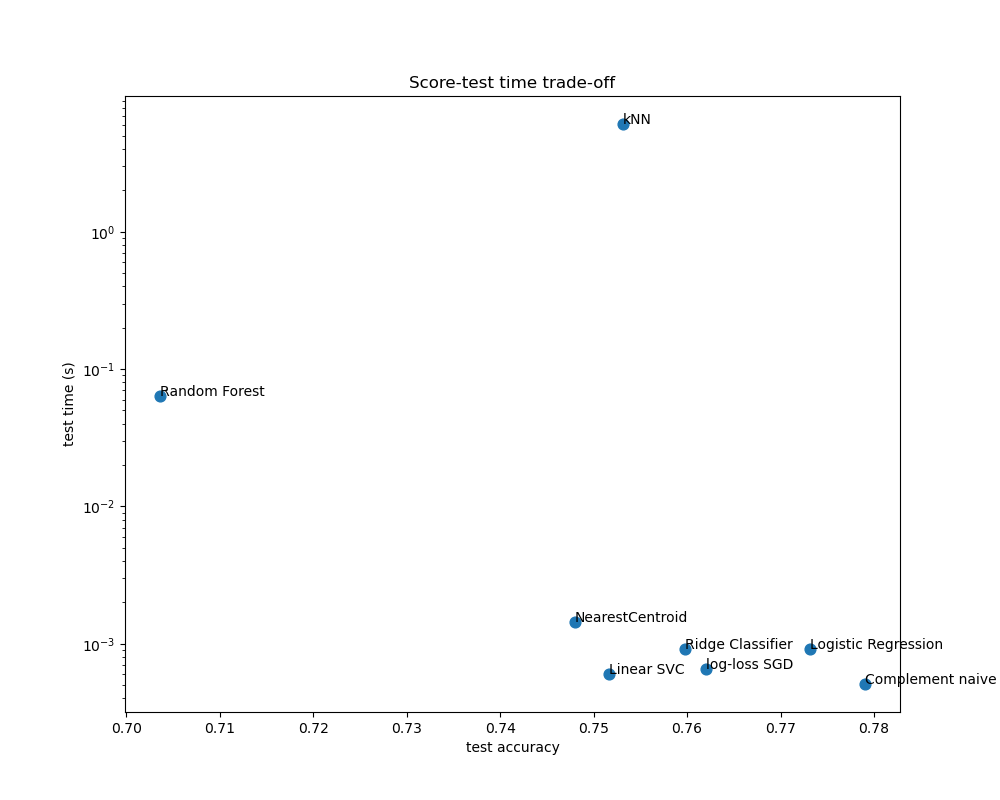 Score-test time trade-off
kNN
10⁰
10⁻¹
Random Forest
test time (s)
10⁻²
NearestCentroid
10⁻³
Ridge Classifier
Logistic Regression
log-loss SGD
Linear SVC
Complement naive
0.70 0.71 0.72 0.73 0.74 0.75 0.76 0.77 0.78
test accuracy